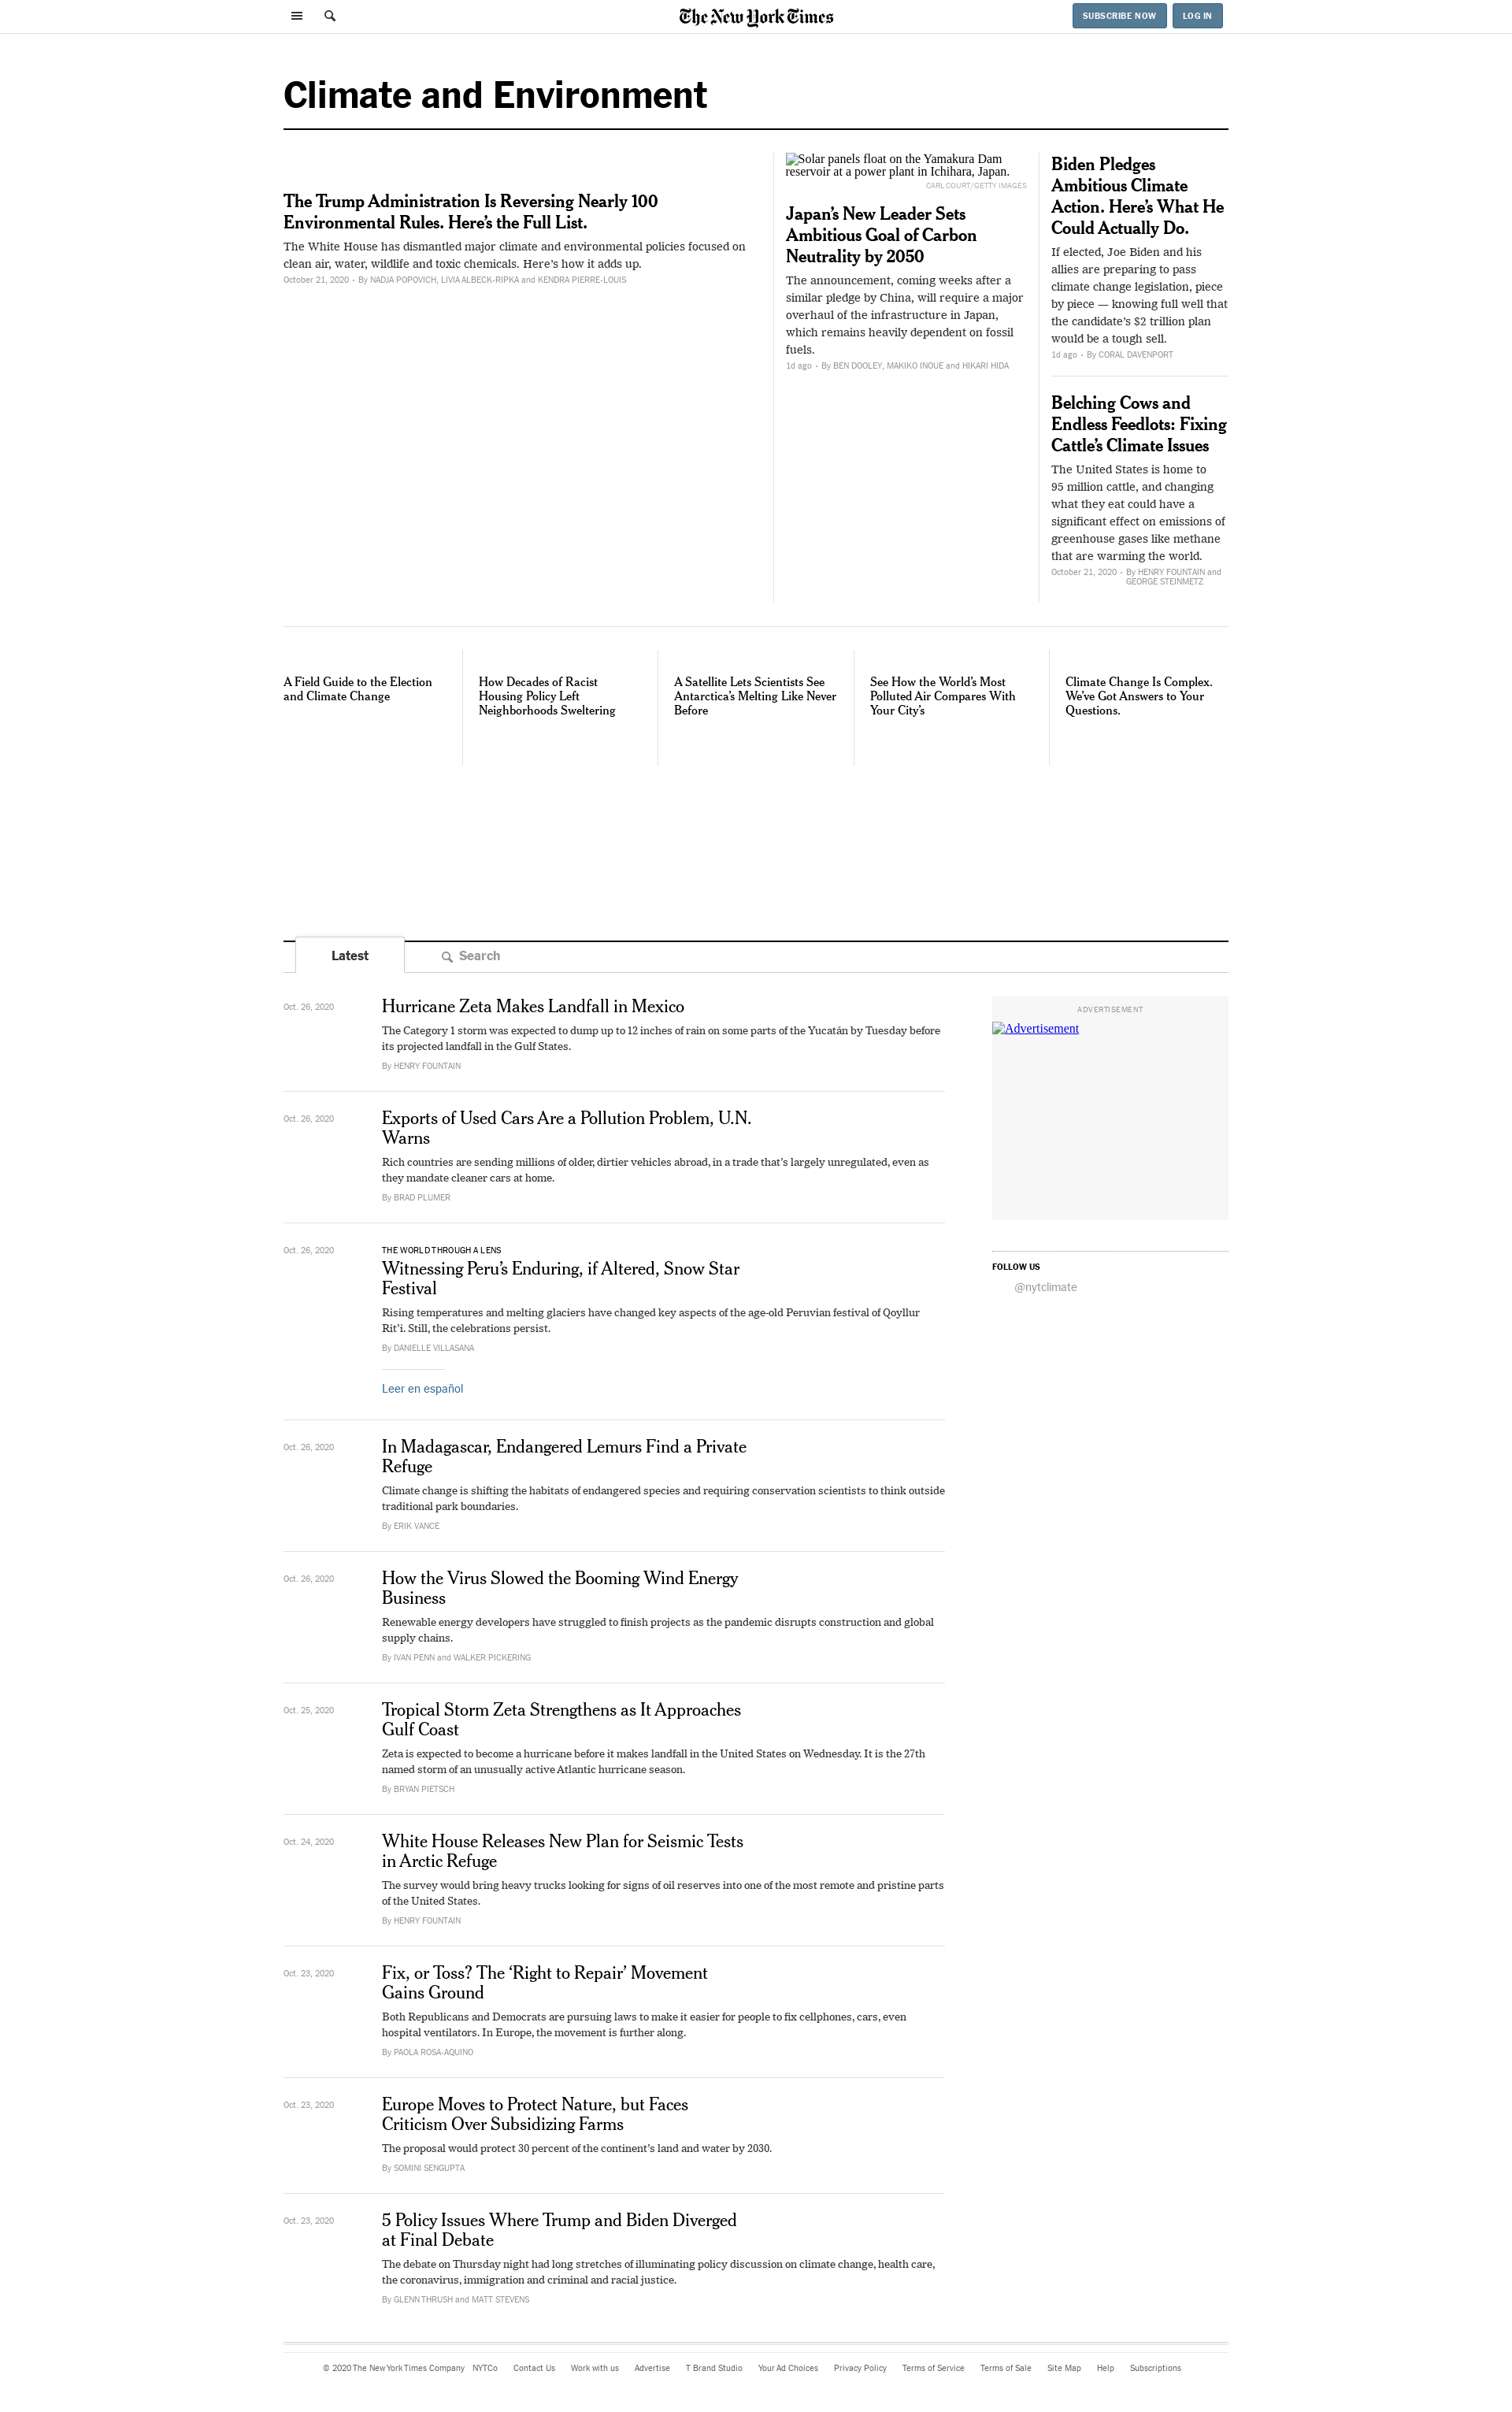 The New York Times
SUBSCRIBE NOW
LOG IN
Climate and Environment
The Trump Administration Is Reversing Nearly 100
Environmental Rules. Here’s the Full List.
The White House has dismantled major climate and environmental policies focused on
clean air, water, wildlife and toxic chemicals. Here’s how it adds up.
October 21, 2020 • By NADJA POPOVICH, LIVIA ALBECK-RIPKA and KENDRA PIERRE-LOUIS
Solar panels float on the Yamakura Dam
reservoir at a power plant in Ichihara, Japan.
CARL COURT/GETTY IMAGES
Japan’s New Leader Sets
Ambitious Goal of Carbon
Neutrality by 2050
The announcement, coming weeks after a
similar pledge by China, will require a major
overhaul of the infrastructure in Japan,
which remains heavily dependent on fossil
fuels.
1d ago • By BEN DOOLEY, MAKIKO INOUE and HIKARI HIDA
Biden Pledges
Ambitious Climate
Action. Here’s What He
Could Actually Do.
If elected, Joe Biden and his
allies are preparing to pass
climate change legislation, piece
by piece — knowing full well that
the candidate’s $2 trillion plan
would be a tough sell.
1d ago • By CORAL DAVENPORT
Belching Cows and
Endless Feedlots: Fixing
Cattle’s Climate Issues
The United States is home to
95 million cattle, and changing
what they eat could have a
significant effect on emissions of
greenhouse gases like methane
that are warming the world.
October 21, 2020 • By HENRY FOUNTAIN and
GEORGE STEINMETZ
A Field Guide to the Election
and Climate Change
How Decades of Racist
Housing Policy Left
Neighborhoods Sweltering
A Satellite Lets Scientists See
Antarctica’s Melting Like Never
Before
See How the World’s Most
Polluted Air Compares With
Your City’s
Climate Change Is Complex.
We’ve Got Answers to Your
Questions.
Latest
Search
Oct. 26, 2020
Hurricane Zeta Makes Landfall in Mexico
The Category 1 storm was expected to dump up to 12 inches of rain on some parts of the Yucatán by Tuesday before
its projected landfall in the Gulf States.
By HENRY FOUNTAIN
ADVERTISEMENT
Advertisement
Oct. 26, 2020
Exports of Used Cars Are a Pollution Problem, U.N.
Warns
Rich countries are sending millions of older, dirtier vehicles abroad, in a trade that’s largely unregulated, even as
they mandate cleaner cars at home.
By BRAD PLUMER
Oct. 26, 2020
THE WORLD THROUGH A LENS
Witnessing Peru’s Enduring, if Altered, Snow Star
Festival
Rising temperatures and melting glaciers have changed key aspects of the age-old Peruvian festival of Qoyllur
Rit’i. Still, the celebrations persist.
By DANIELLE VILLASANA
Leer en español
FOLLOW US
@nytclimate
Oct. 26, 2020
In Madagascar, Endangered Lemurs Find a Private
Refuge
Climate change is shifting the habitats of endangered species and requiring conservation scientists to think outside
traditional park boundaries.
By ERIK VANCE
Oct. 26, 2020
How the Virus Slowed the Booming Wind Energy
Business
Renewable energy developers have struggled to finish projects as the pandemic disrupts construction and global
supply chains.
By IVAN PENN and WALKER PICKERING
Oct. 25, 2020
Tropical Storm Zeta Strengthens as It Approaches
Gulf Coast
Zeta is expected to become a hurricane before it makes landfall in the United States on Wednesday. It is the 27th
named storm of an unusually active Atlantic hurricane season.
By BRYAN PIETSCH
Oct. 24, 2020
White House Releases New Plan for Seismic Tests
in Arctic Refuge
The survey would bring heavy trucks looking for signs of oil reserves into one of the most remote and pristine parts
of the United States.
By HENRY FOUNTAIN
Oct. 23, 2020
Fix, or Toss? The ‘Right to Repair’ Movement
Gains Ground
Both Republicans and Democrats are pursuing laws to make it easier for people to fix cellphones, cars, even
hospital ventilators. In Europe, the movement is further along.
By PAOLA ROSA-AQUINO
Oct. 23, 2020
Europe Moves to Protect Nature, but Faces
Criticism Over Subsidizing Farms
The proposal would protect 30 percent of the continent’s land and water by 2030.
By SOMINI SENGUPTA
Oct. 23, 2020
5 Policy Issues Where Trump and Biden Diverged
at Final Debate
The debate on Thursday night had long stretches of illuminating policy discussion on climate change, health care,
the coronavirus, immigration and criminal and racial justice.
By GLENN THRUSH and MATT STEVENS
© 2020 The New York Times Company NYTCo Contact Us Work with us Advertise T Brand Studio Your Ad Choices Privacy Policy Terms of Service Terms of Sale Site Map Help Subscriptions